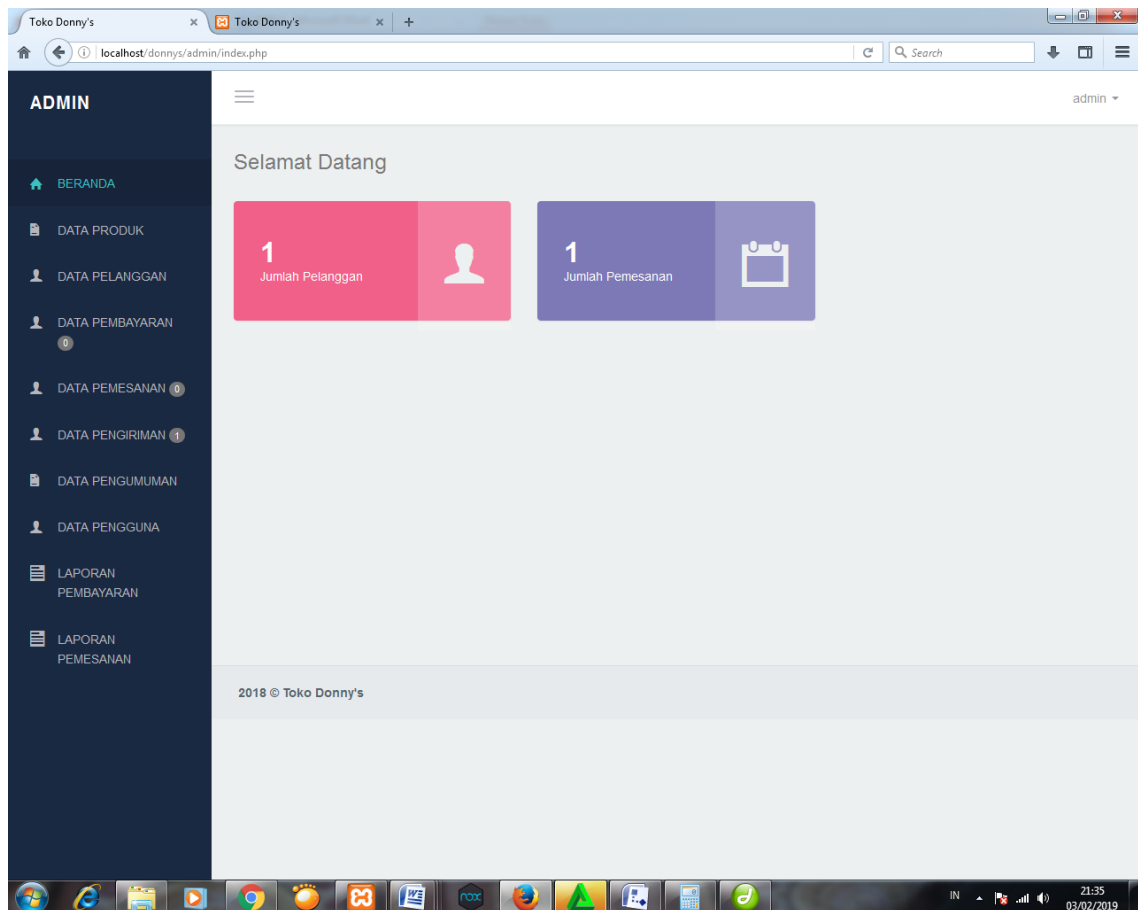 Toko Donny's
Toko Donny's
localhost/donnys/admin/index.php
Search
ADMIN
admin
BERANDA
DATA PRODUK
DATA PELANGGAN
DATA PEMBAYARAN
0
DATA PEMESANAN 0
DATA PENGIRIMAN 1
DATA PENGUMUMAN
DATA PENGGUNA
LAPORAN
PEMBAYARAN
LAPORAN
PEMESANAN
Selamat Datang
1
Jumlah Pelanggan
1
Jumlah Pemesanan
2018 © Toko Donny's
nox
IN
21:35
03/02/2019